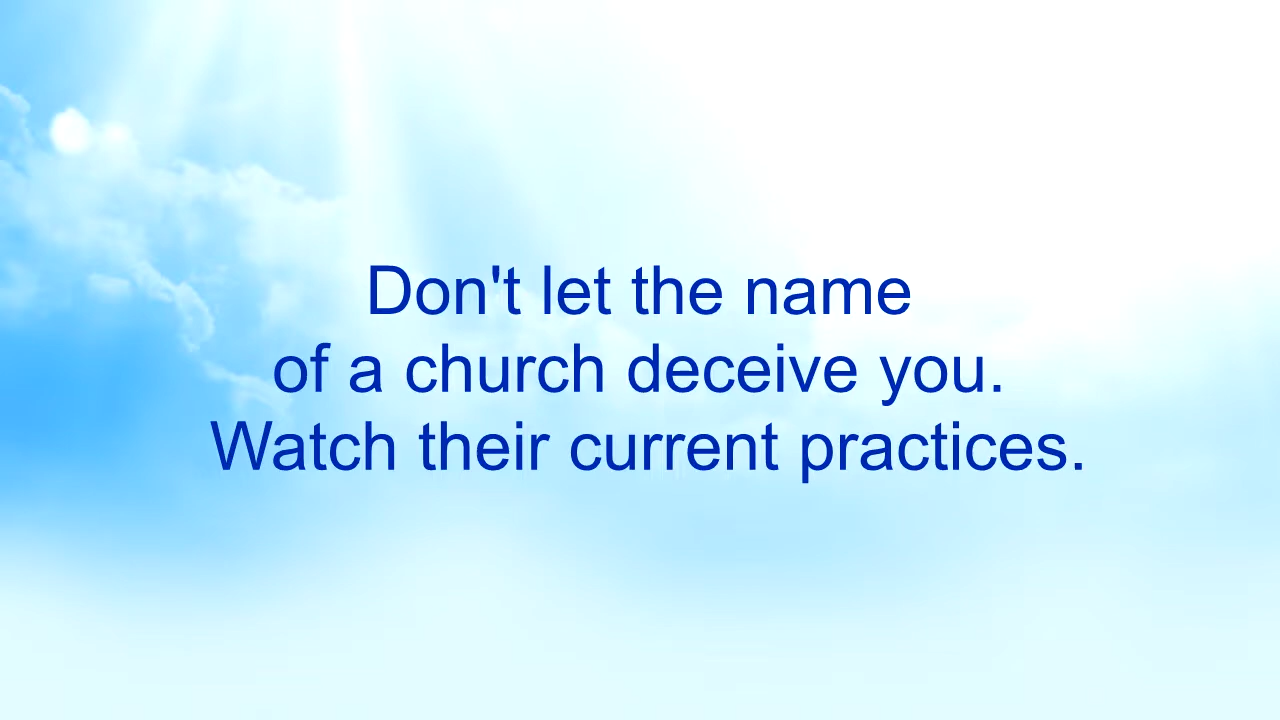 Don't let the name
of a church deceive you.
Watch their current practices.